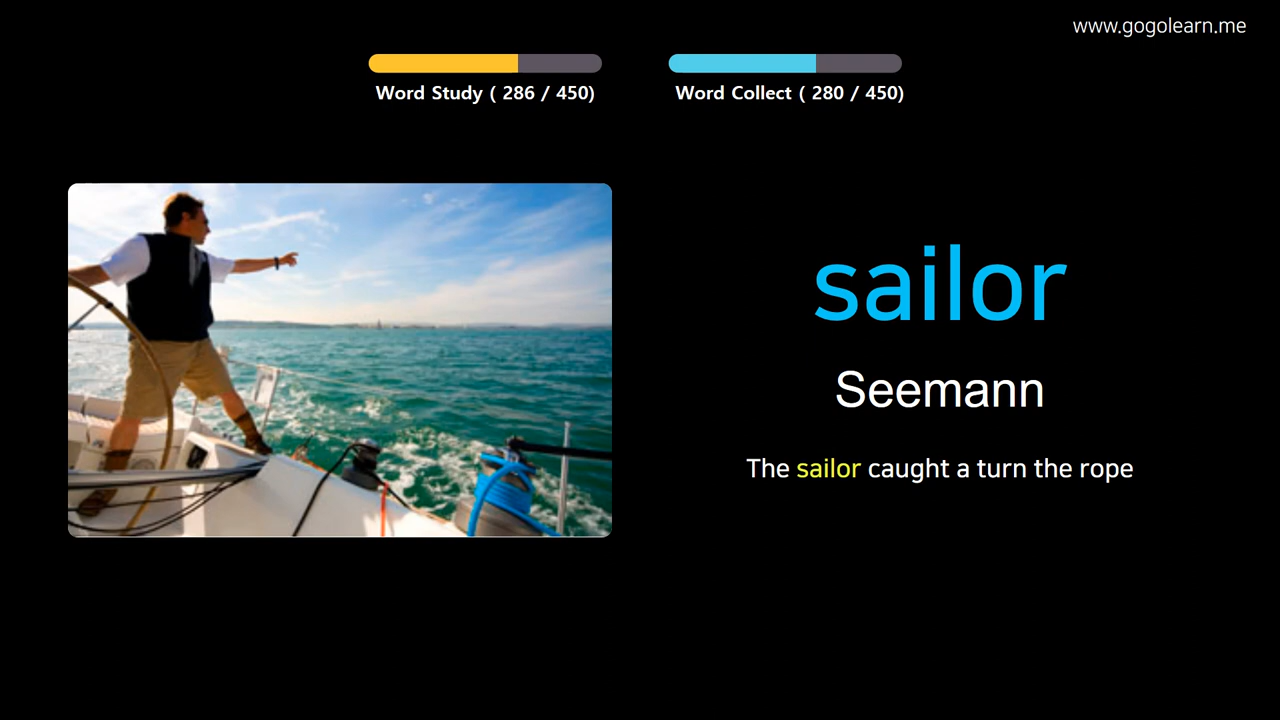 www.gogolearn.me
Word Study ( 286 / 450)
Word Collect ( 280 / 450)
sailor
Seemann
The sailor caught a turn the rope